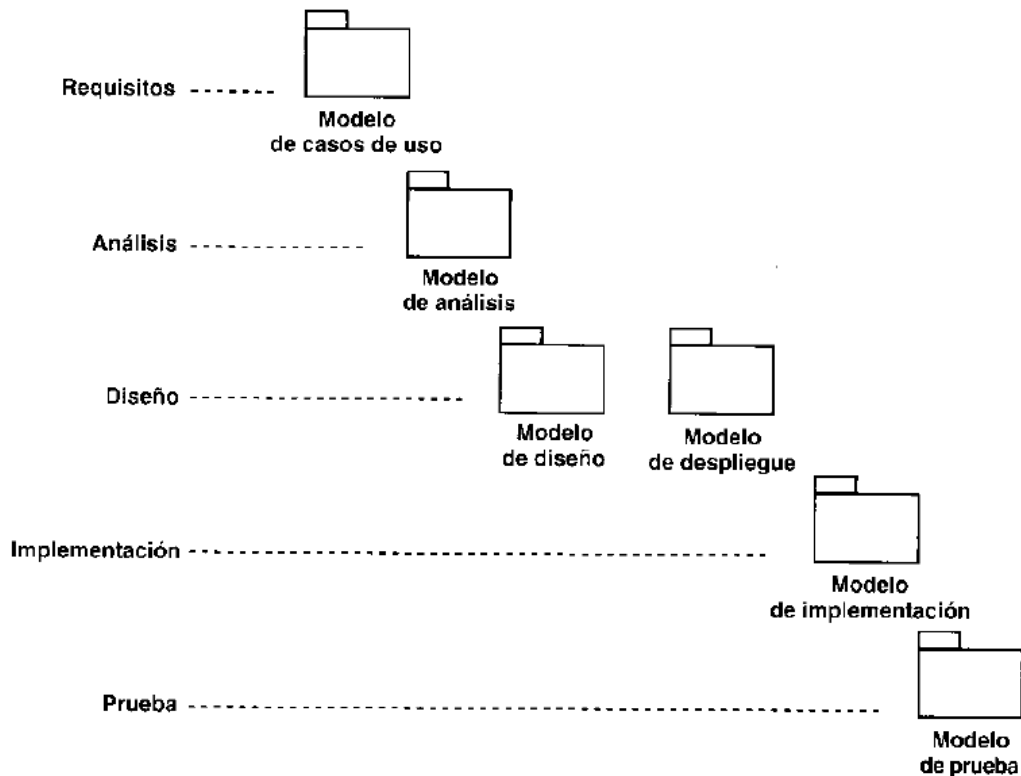 Requisitos
Modelo
de casos de uso
Análisis
Modelo
de análisis
Diseño
Modelo
de diseño
Modelo
de despliegue
Implementación
Modelo
de implementación
Prueba
Modelo
de prueba